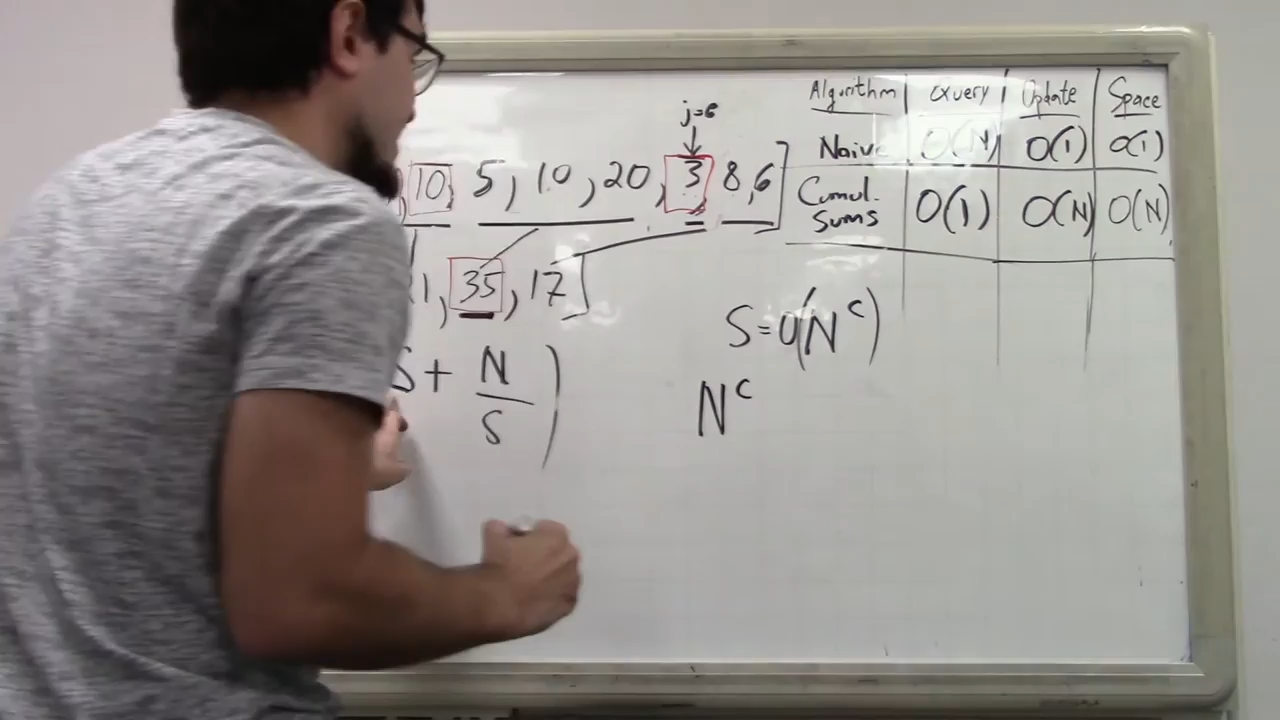 Algorithm Query Update Space
j=6
Naive O(N) O(1) O(1)
10, 5, 10, 20, 3 8,6]
Cumul. Sums O(1) O(N) O(N)
1, 35, 17]
S=O(N^c)
S + N/S )
N^c